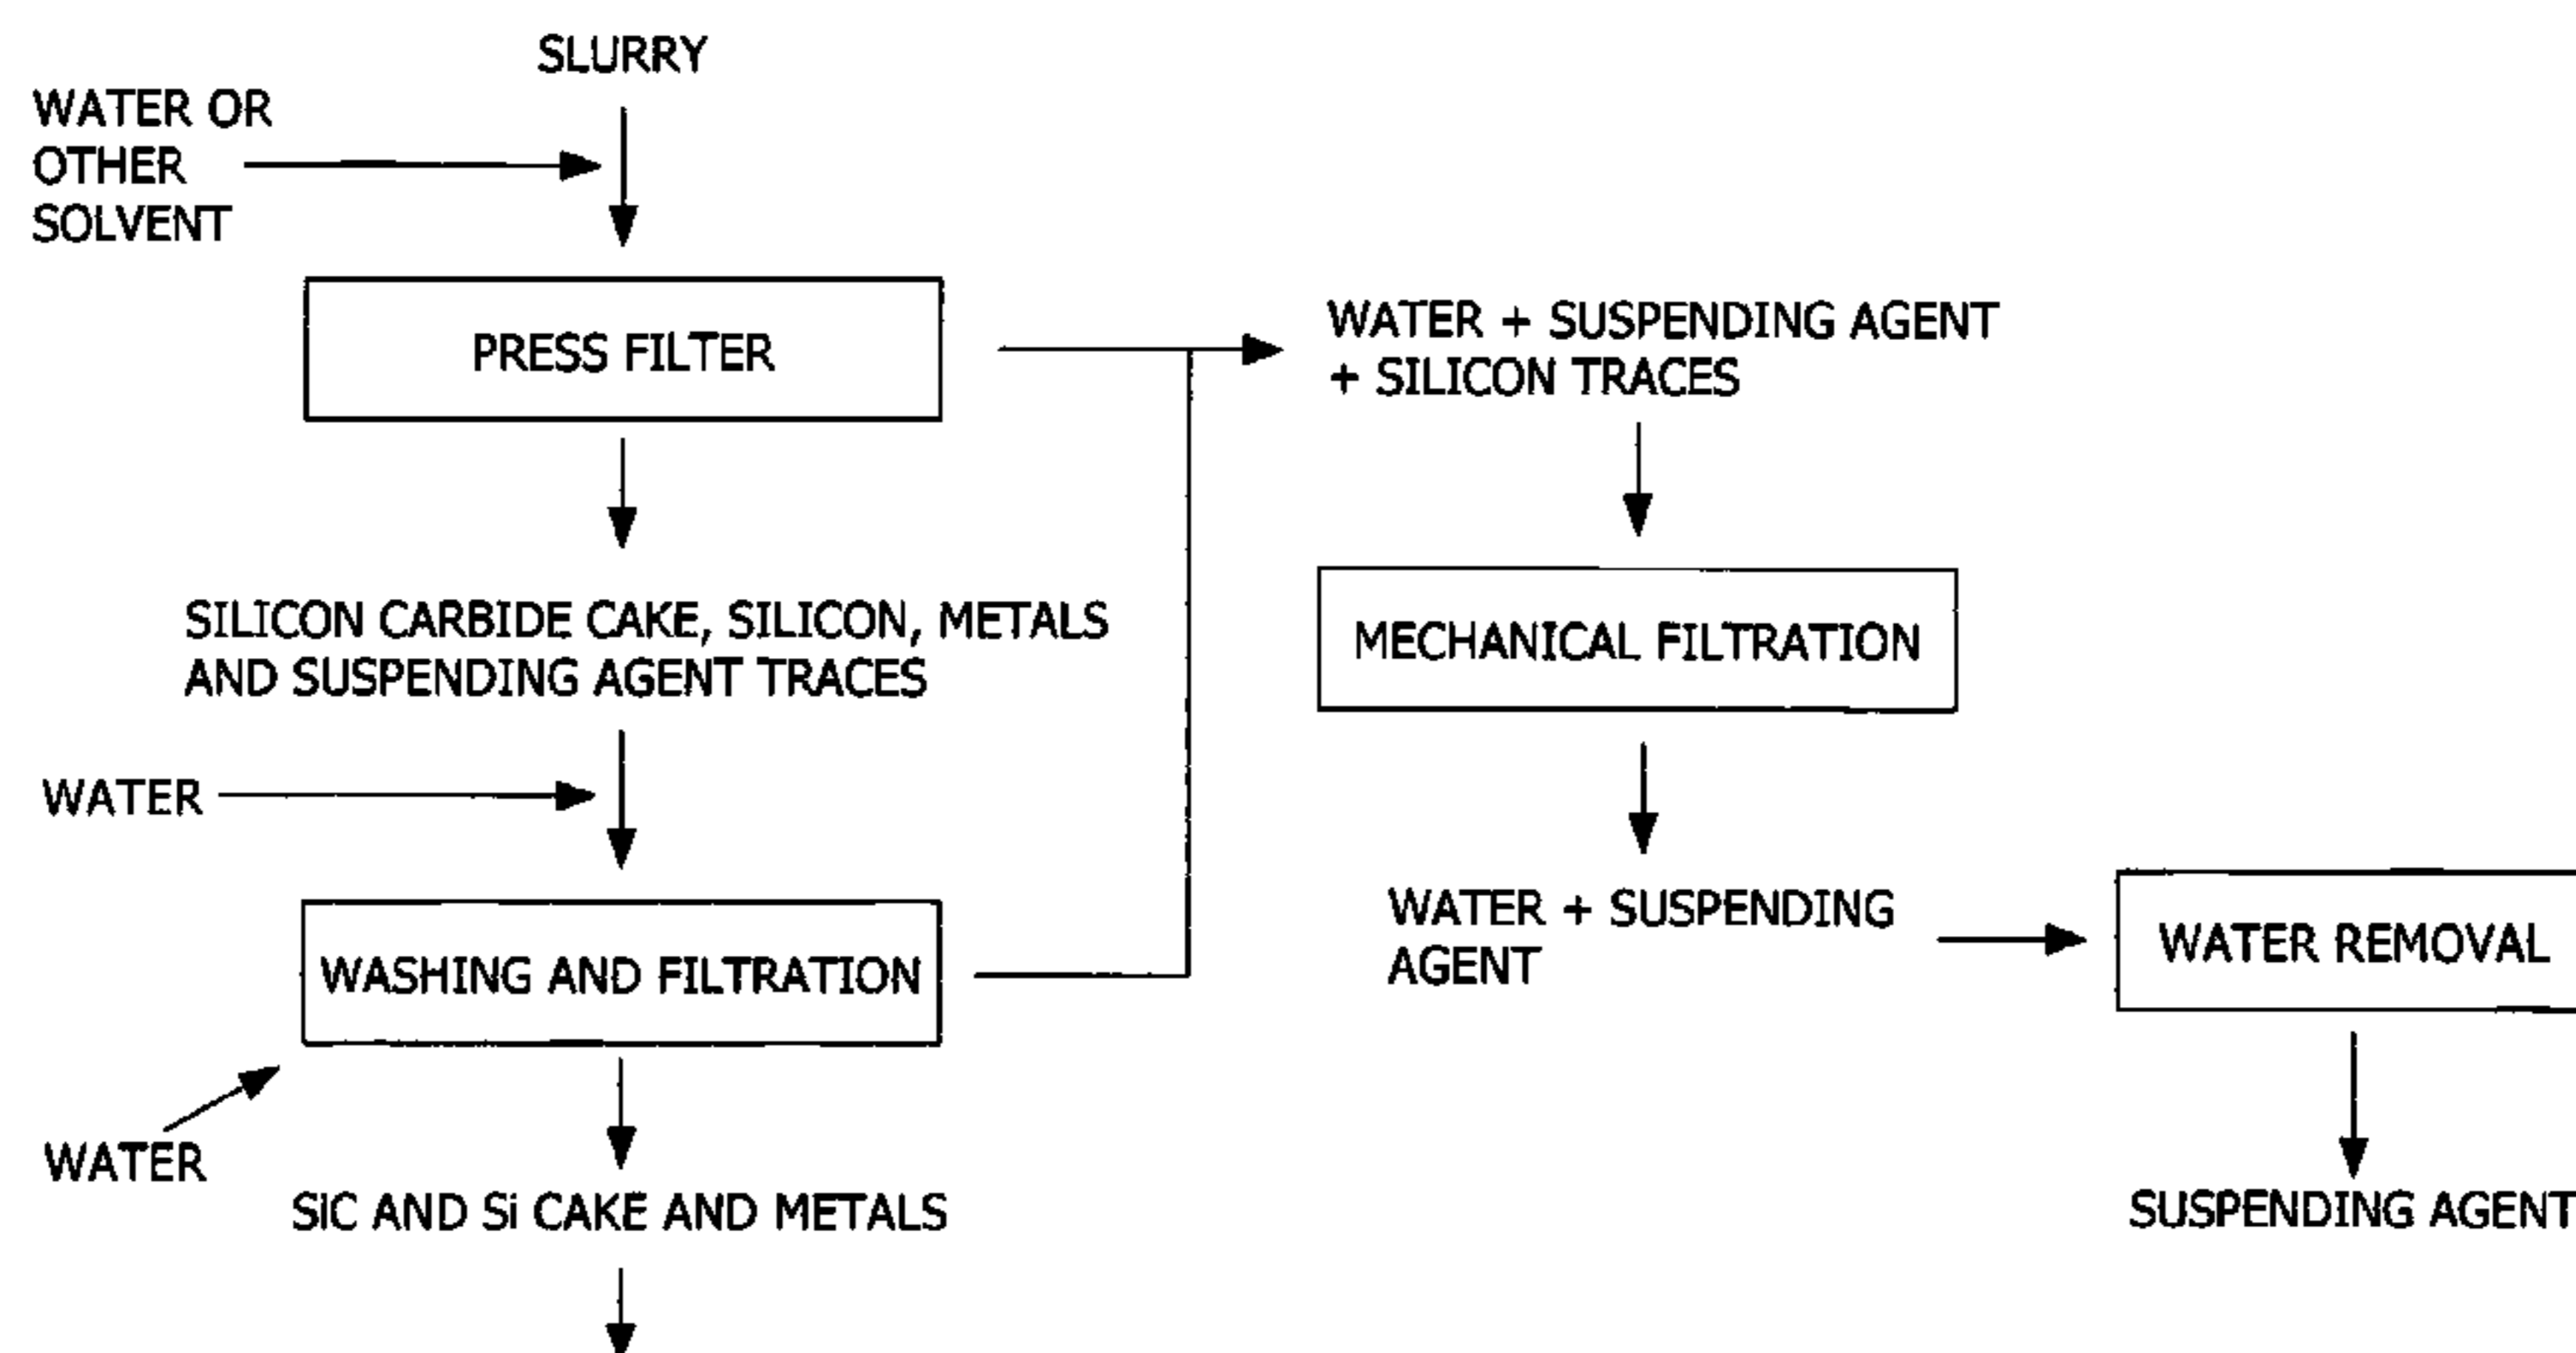 SLURRY
WATER OR
OTHER
SOLVENT
PRESS FILTER
WATER + SUSPENDING AGENT
+ SILICON TRACES
SILICON CARBIDE CAKE, SILICON, METALS
AND SUSPENDING AGENT TRACES
MECHANICAL FILTRATION
WATER
WATER + SUSPENDING
AGENT
WATER REMOVAL
WASHING AND FILTRATION
WATER
SiC AND Si CAKE AND METALS
SUSPENDING AGENT